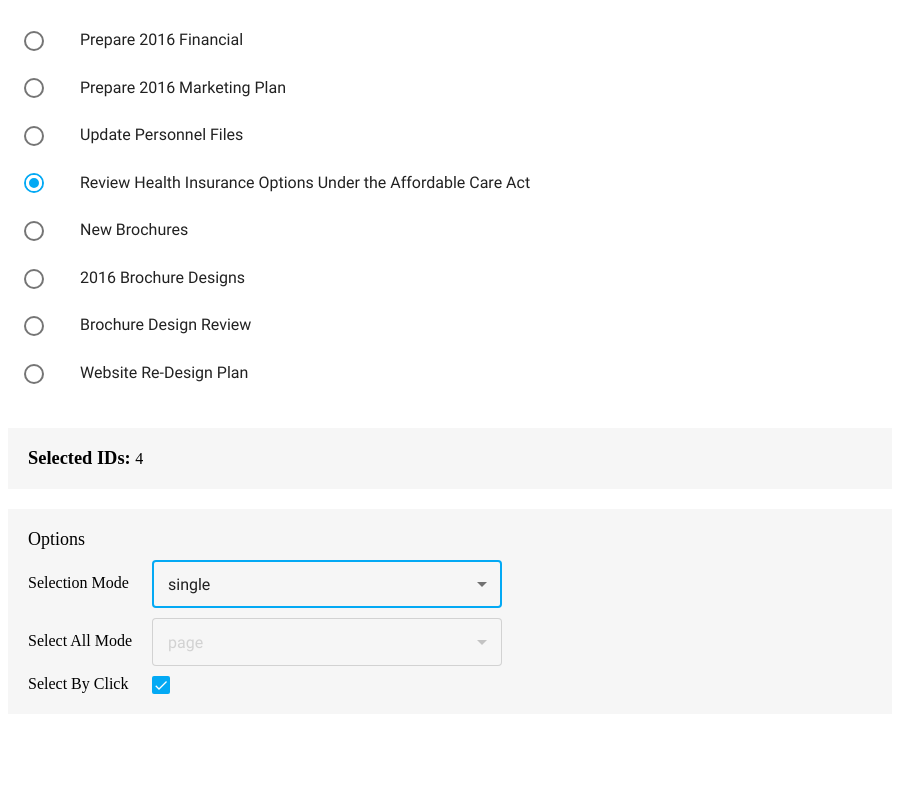 Prepare 2016 Financial
Prepare 2016 Marketing Plan
Update Personnel Files
Review Health Insurance Options Under the Affordable Care Act
New Brochures
2016 Brochure Designs
Brochure Design Review
Website Re-Design Plan
Selected IDs: 4
Options
Selection Mode single
Select All Mode page
Select By Click